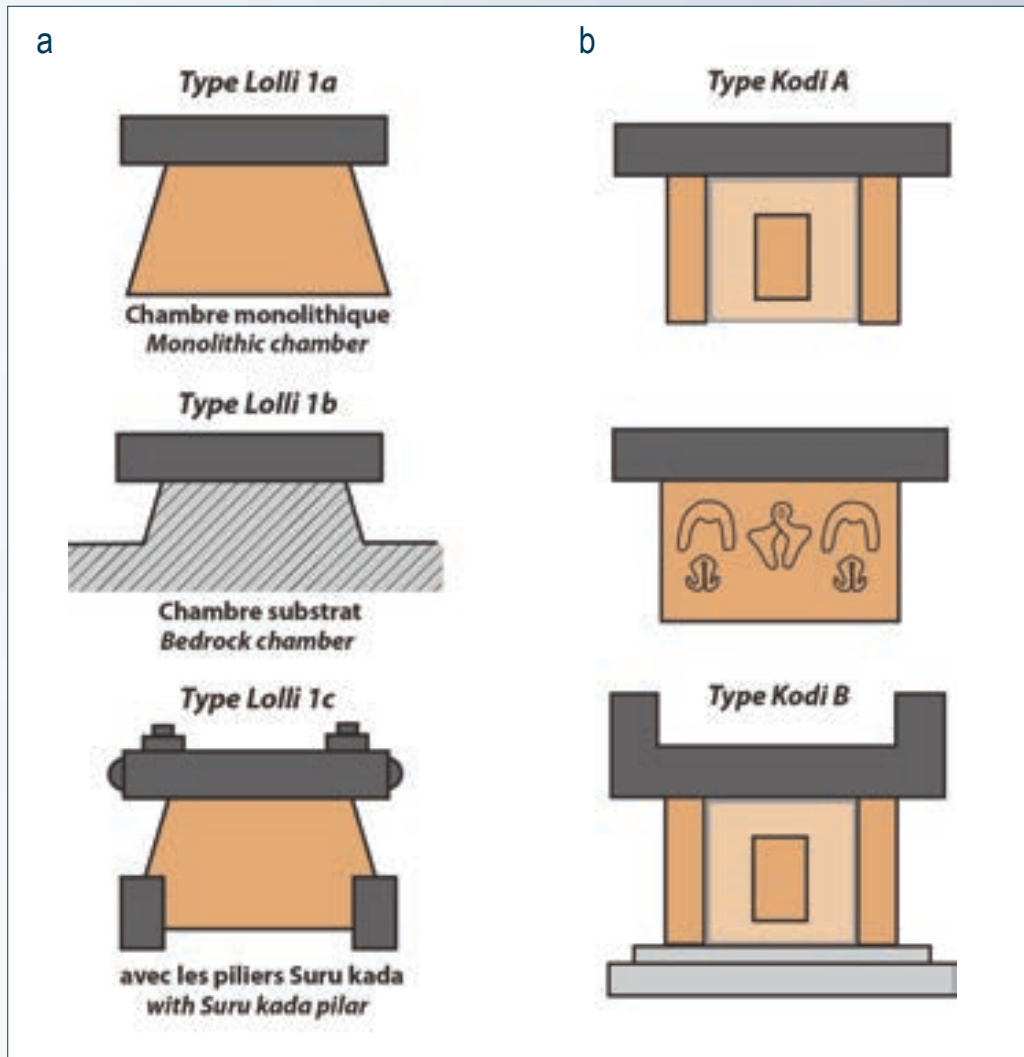 a
Type Lolli 1a
Chambre monolithique
Monolithic chamber
Type Lolli 1b
Chambre substrat
Bedrock chamber
Type Lolli 1c
avec les piliers Suru kada
with Suru kada pilar
b
Type Kodi A
Type Kodi B